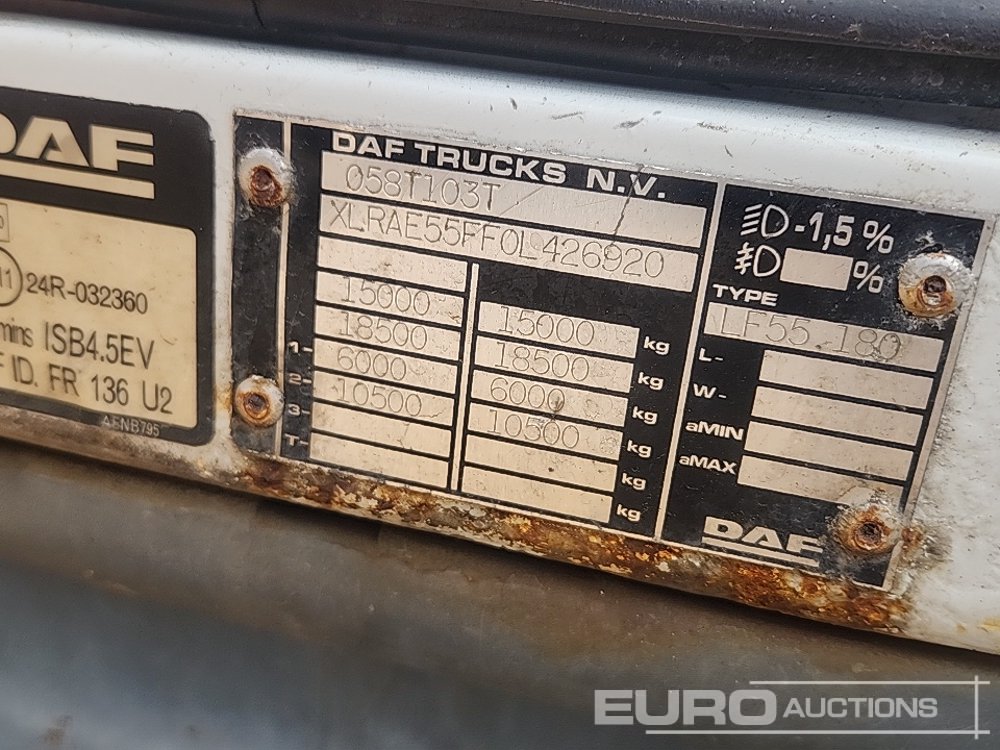 DAF
24R-032360
ISB4.5EV
ID. FR 136 U2
AFNB795
DAF TRUCKS N.V.
058T103T
XLRAE55FF0L426920
15000 15000 kg
18500 18500 kg
1- 6000 6000 kg
2- 10500 10500 kg
3- kg
T- kg
-1,5 %
%
TYPE
LF55 180
L-
W-
aMIN
aMAX
DAF
EURO AUCTIONS